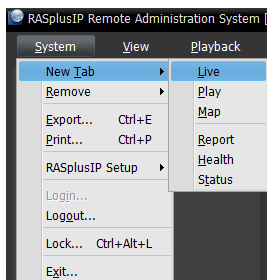 RASplusIP Remote Administration System [
System View Playback
New Tab
Remove
Export... Ctrl+E
Print... Ctrl+P
RASplusIP Setup
Login...
Logout...
Lock... Ctrl+Alt+L
Exit...
Live
Play
Map
Report
Health
Status